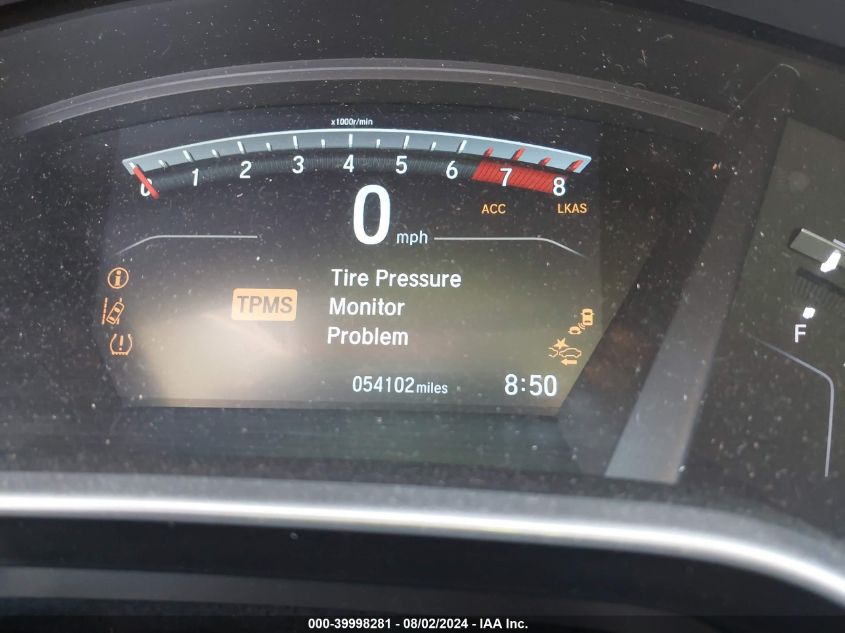 x1000r/min
0 1 2 3 4 5 6 7 8
0 mph
ACC LKAS
TPMS
Tire Pressure
Monitor
Problem
054102 miles
8:50
F
000-39998281 - 08/02/2024 - IAA Inc.